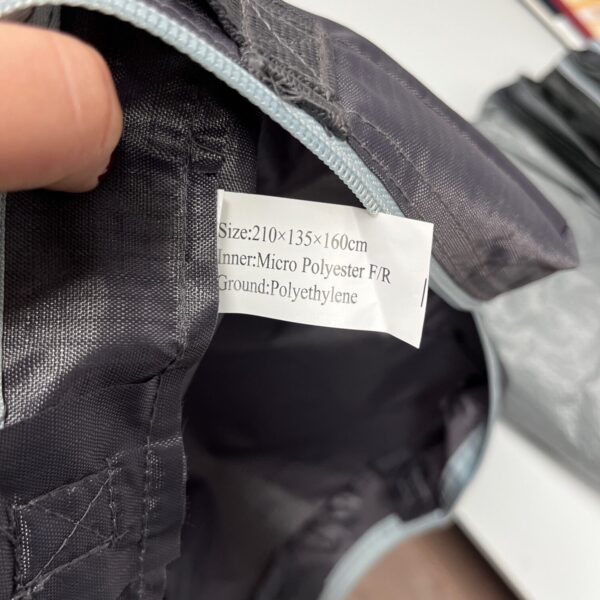 Size:210×135×160cm
Inner:Micro Polyester F/R
Ground:Polyethylene